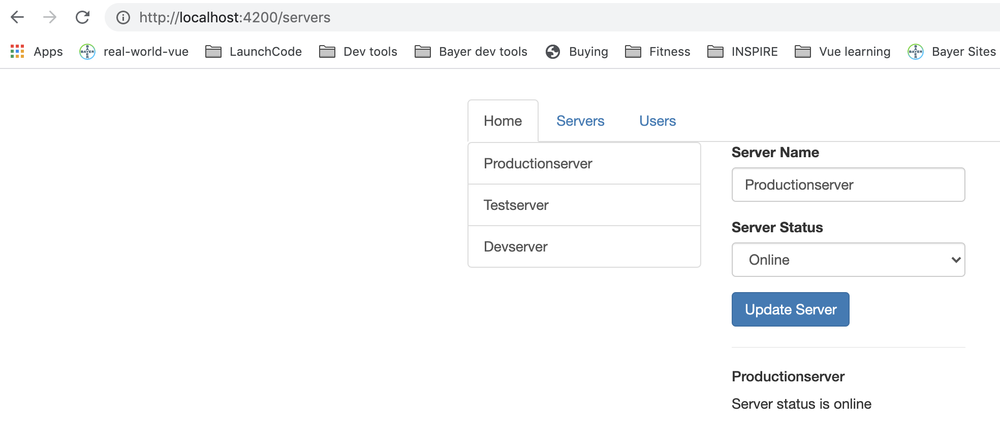 http://localhost:4200/servers
Apps real-world-vue LaunchCode Dev tools Bayer dev tools Buying Fitness INSPIRE Vue learning Bayer Sites
Home Servers Users
Productionserver
Testserver
Devserver
Server Name
Productionserver
Server Status
Online
Update Server
Productionserver
Server status is online